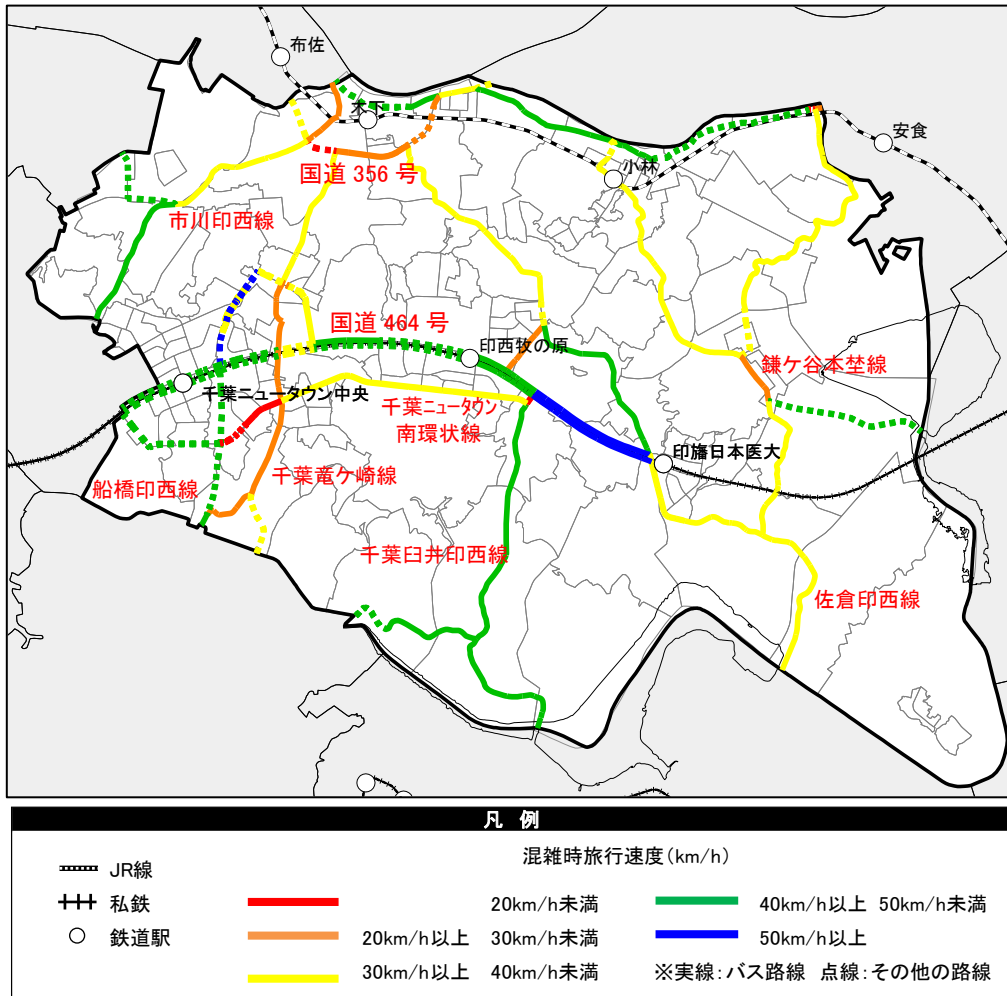 布佐
木下
安食
国道 356 号
小林
市川印西線
国道 464 号
印西牧の原
鎌ケ谷本埜線
千葉ニュータウン中央
千葉ニュータウン
南環状線
印旛日本医大
船橋印西線
千葉竜ケ崎線
千葉臼井印西線
佐倉印西線
凡 例
混雑時旅行速度(km/h)
JR線
私鉄
鉄道駅
20km/h未満
20km/h以上 30km/h未満
30km/h以上 40km/h未満
40km/h以上 50km/h未満
50km/h以上
※実線:バス路線 点線:その他の路線